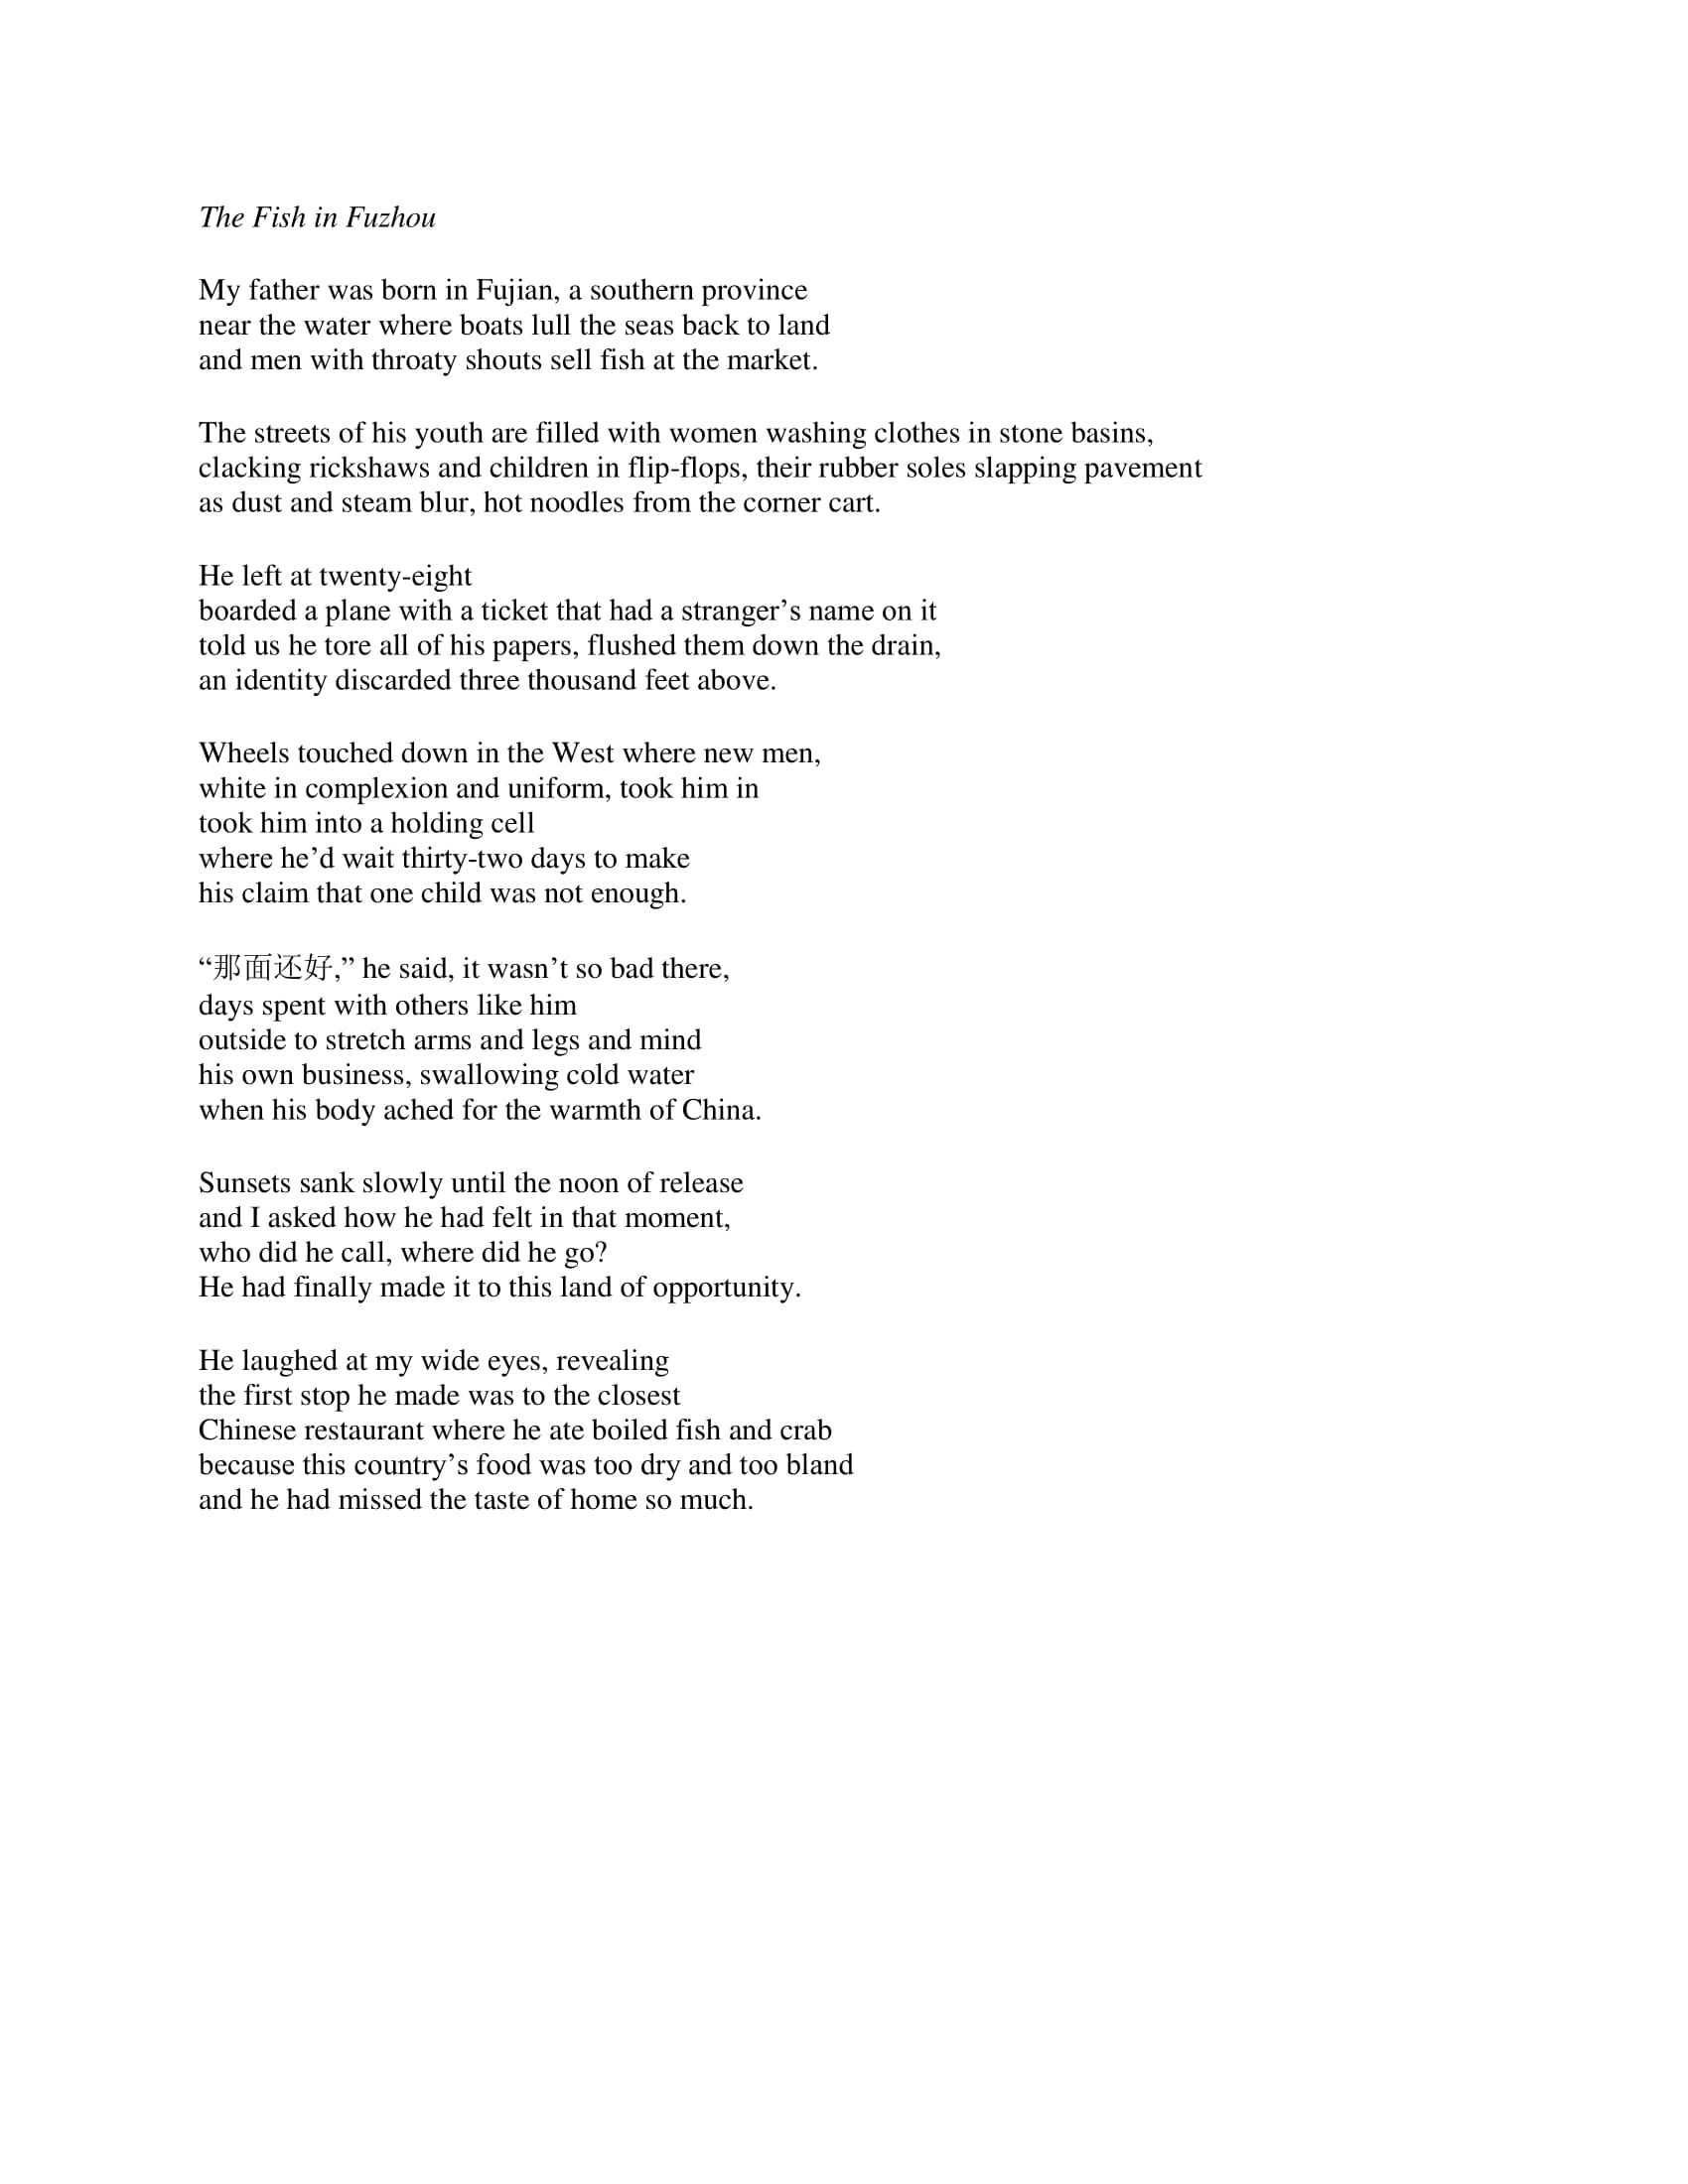 The Fish in Fuzhou
My father was born in Fujian, a southern province
near the water where boats lull the seas back to land
and men with throaty shouts sell fish at the market.
The streets of his youth are filled with women washing clothes in stone basins,
clacking rickshaws and children in flip-flops, their rubber soles slapping pavement
as dust and steam blur, hot noodles from the corner cart.
He left at twenty-eight
boarded a plane with a ticket that had a stranger’s name on it
told us he tore all of his papers, flushed them down the drain,
an identity discarded three thousand feet above.
Wheels touched down in the West where new men,
white in complexion and uniform, took him in
took him into a holding cell
where he’d wait thirty-two days to make
his claim that one child was not enough.
“那面还好,” he said, it wasn’t so bad there,
days spent with others like him
outside to stretch arms and legs and mind
his own business, swallowing cold water
when his body ached for the warmth of China.
Sunsets sank slowly until the noon of release
and I asked how he had felt in that moment,
who did he call, where did he go?
He had finally made it to this land of opportunity.
He laughed at my wide eyes, revealing
the first stop he made was to the closest
Chinese restaurant where he ate boiled fish and crab
because this country’s food was too dry and too bland
and he had missed the taste of home so much.